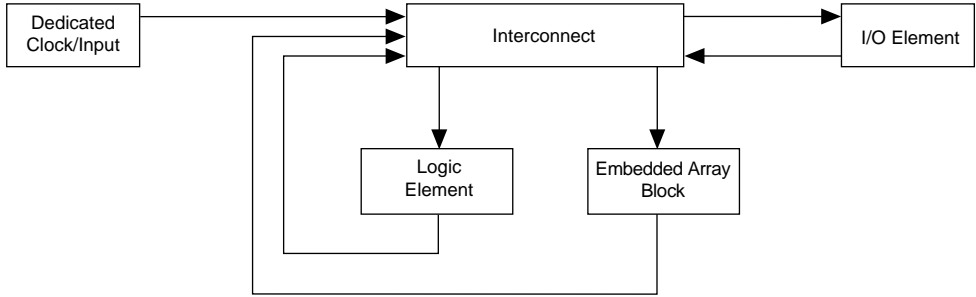 Dedicated
Clock/Input
Interconnect
I/O Element
Logic
Element
Embedded Array
Block